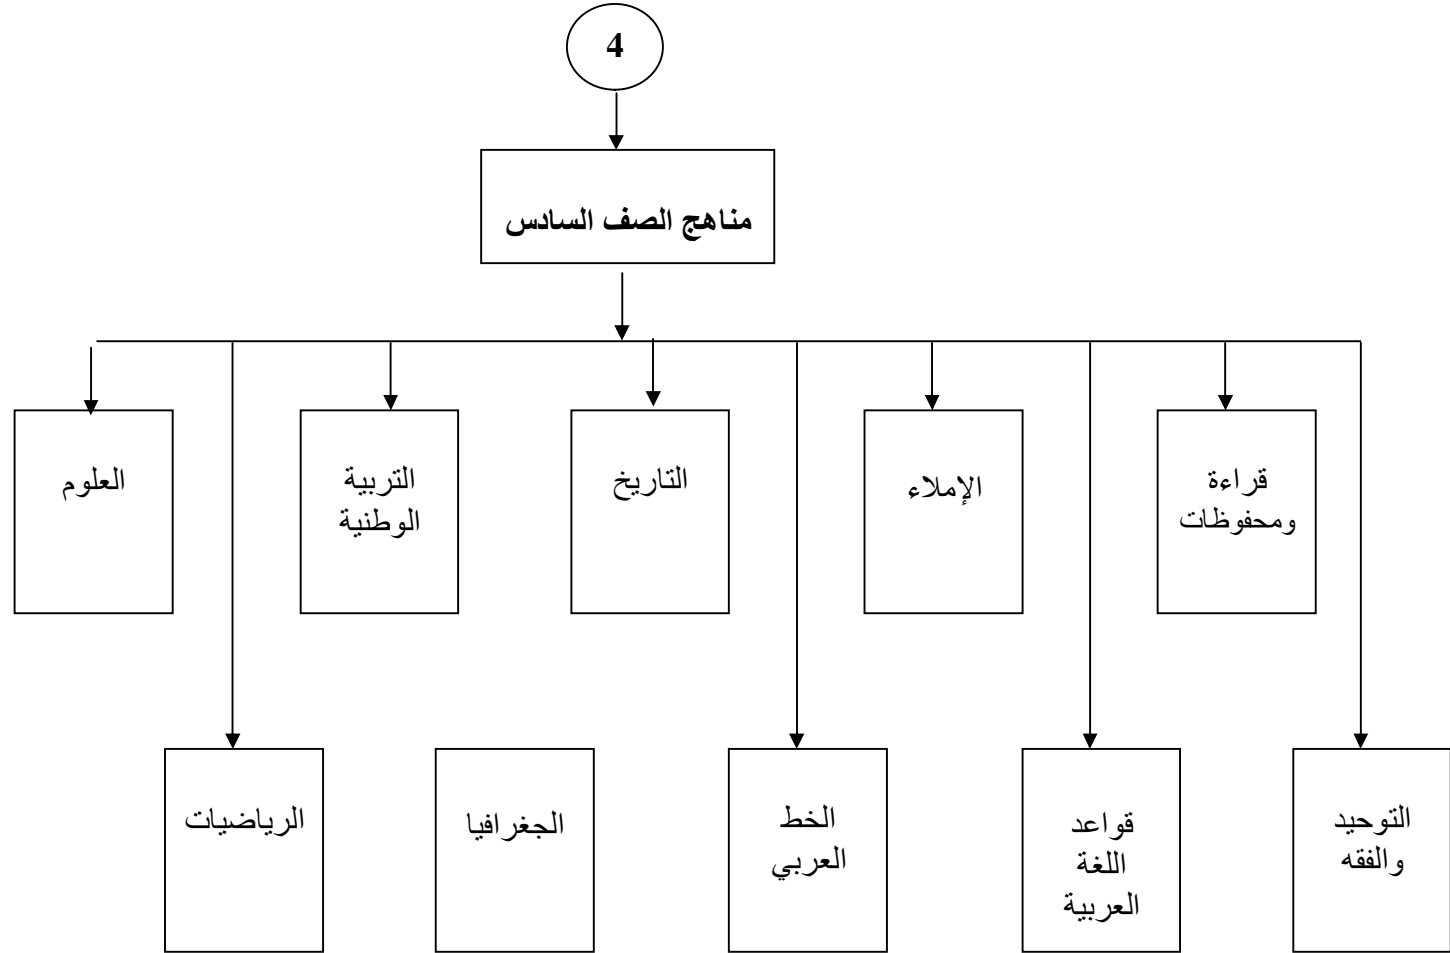 4
مناهج الصف السادس
قراءة
ومحفوظات
الإملاء
التاريخ
التربية
الوطنية
العلوم
التوحيد
والفقه
قواعد
اللغة
العربية
الخط
العربي
الجغرافيا
الرياضيات